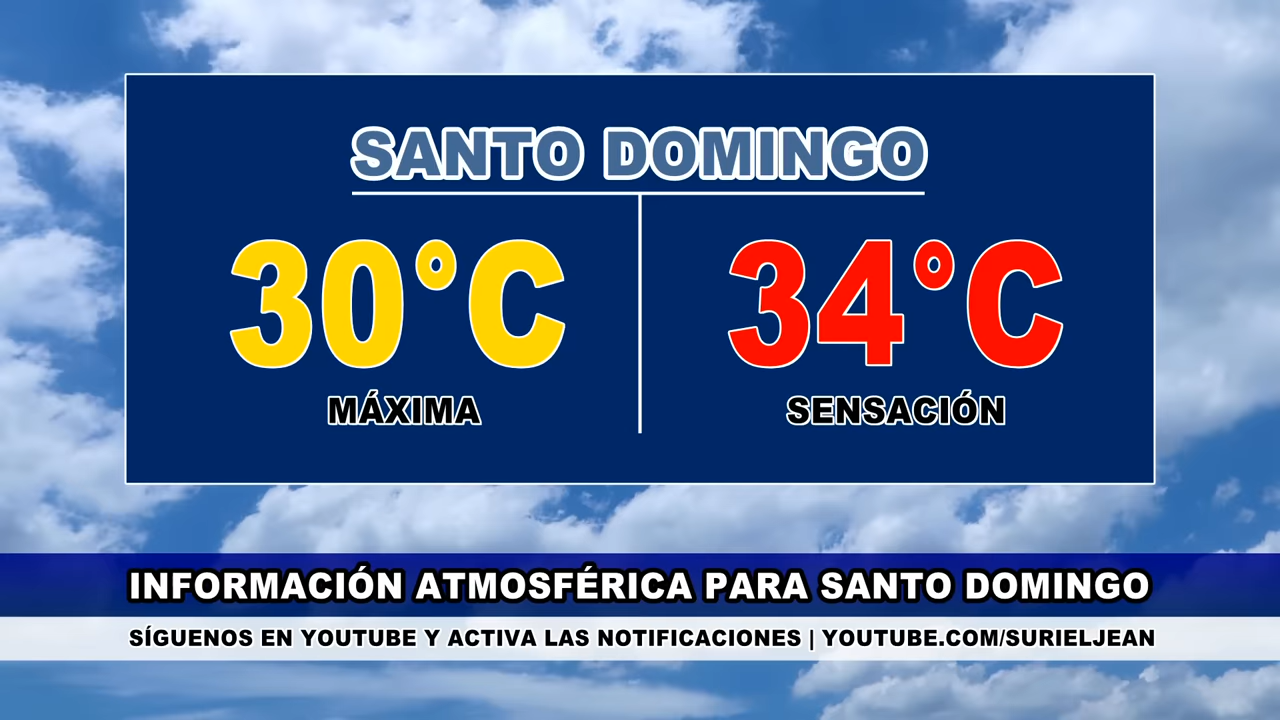 SANTO DOMINGO
30°C
MÁXIMA
34°C
SENSACIÓN
INFORMACIÓN ATMOSFÉRICA PARA SANTO DOMINGO
SÍGUENOS EN YOUTUBE Y ACTIVA LAS NOTIFICACIONES | YOUTUBE.COM/SURIELJEAN